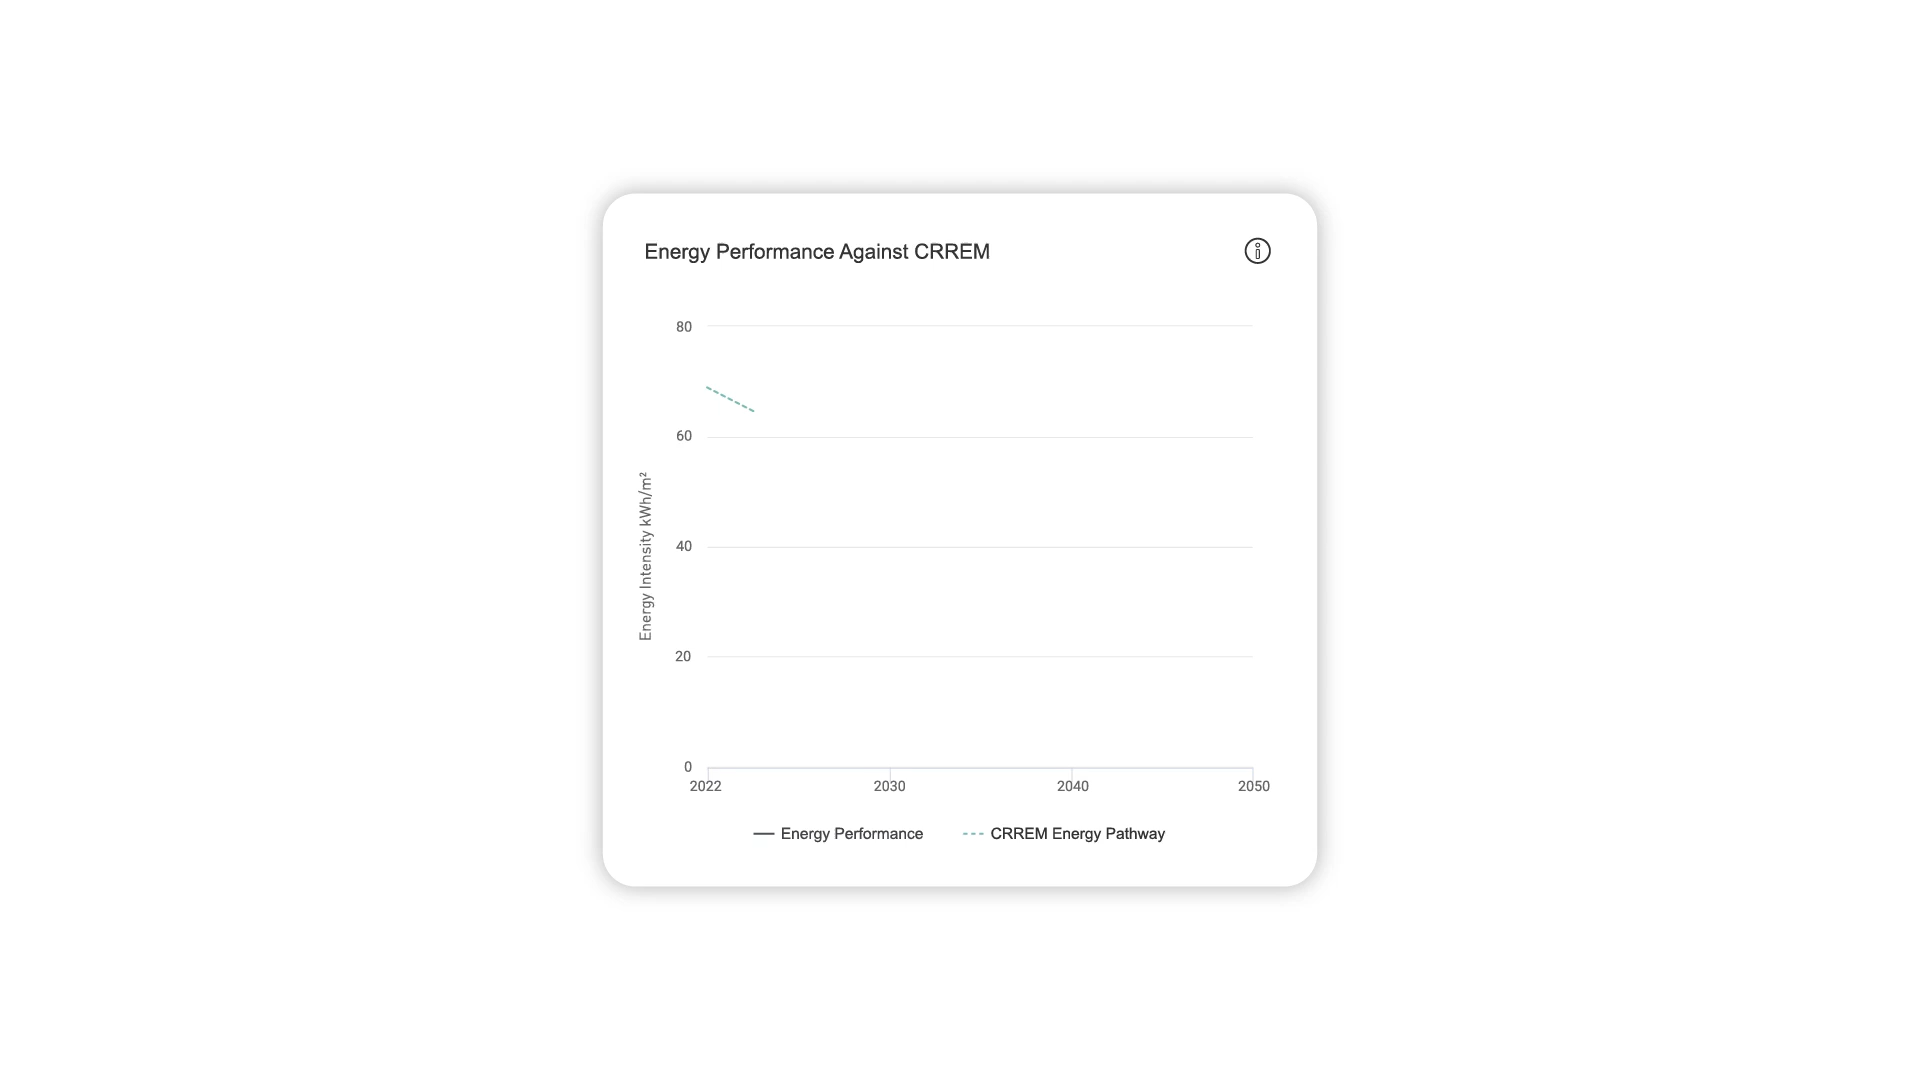 Energy Performance Against CRREM
80
60
40
20
0
Energy Intensity kWh/m²
2022 2030 2040 2050
Energy Performance CRREM Energy Pathway